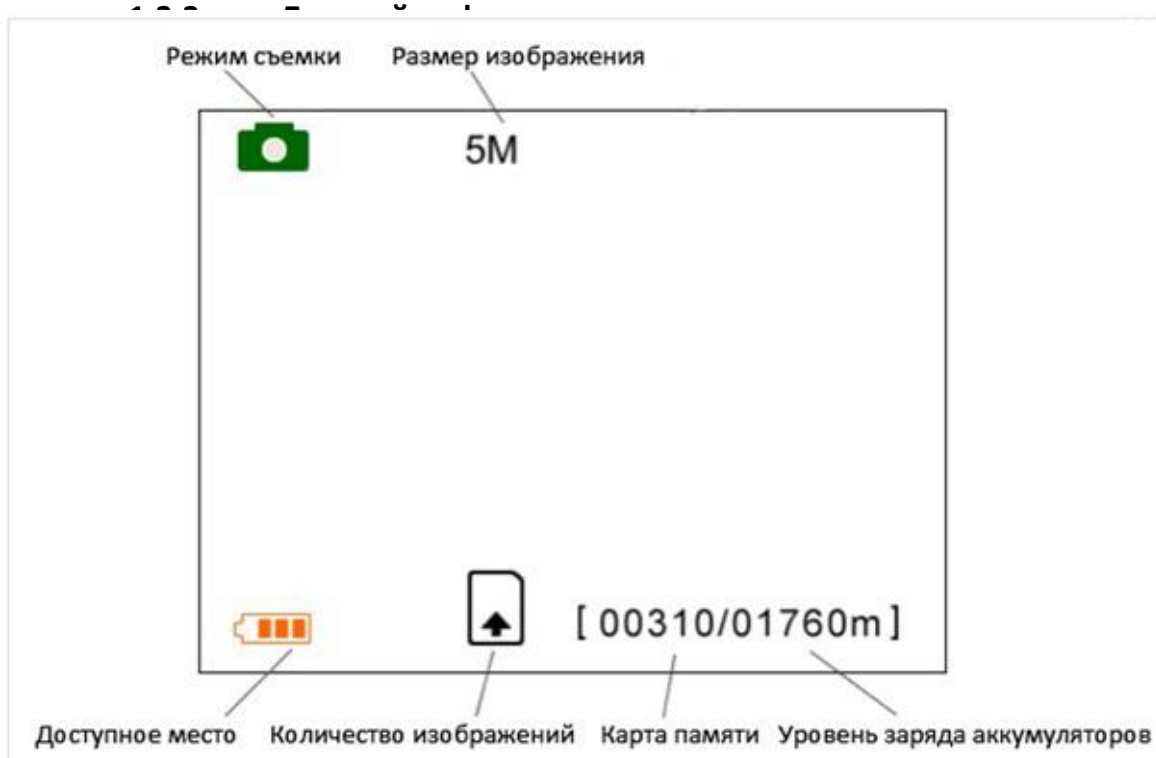 Режим съемки Размер изображения
5M
[ 00310/01760m ]
Доступное место Количество изображений Карта памяти Уровень заряда аккумуляторов